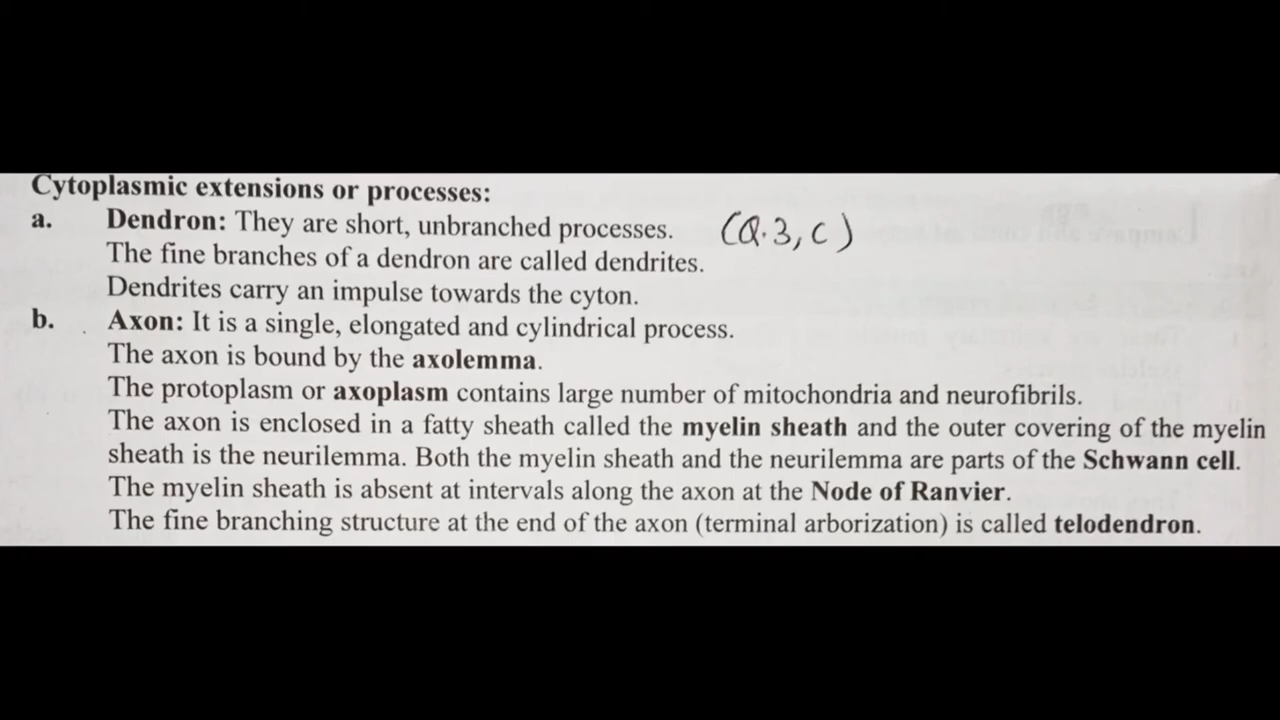 Cytoplasmic extensions or processes:
a. Dendron: They are short, unbranched processes. (Q.3, C)
The fine branches of a dendron are called dendrites.
Dendrites carry an impulse towards the cyton.
b. Axon: It is a single, elongated and cylindrical process.
The axon is bound by the axolemma.
The protoplasm or axoplasm contains large number of mitochondria and neurofibrils.
The axon is enclosed in a fatty sheath called the myelin sheath and the outer covering of the myelin
sheath is the neurilemma. Both the myelin sheath and the neurilemma are parts of the Schwann cell.
The myelin sheath is absent at intervals along the axon at the Node of Ranvier.
The fine branching structure at the end of the axon (terminal arborization) is called telodendron.